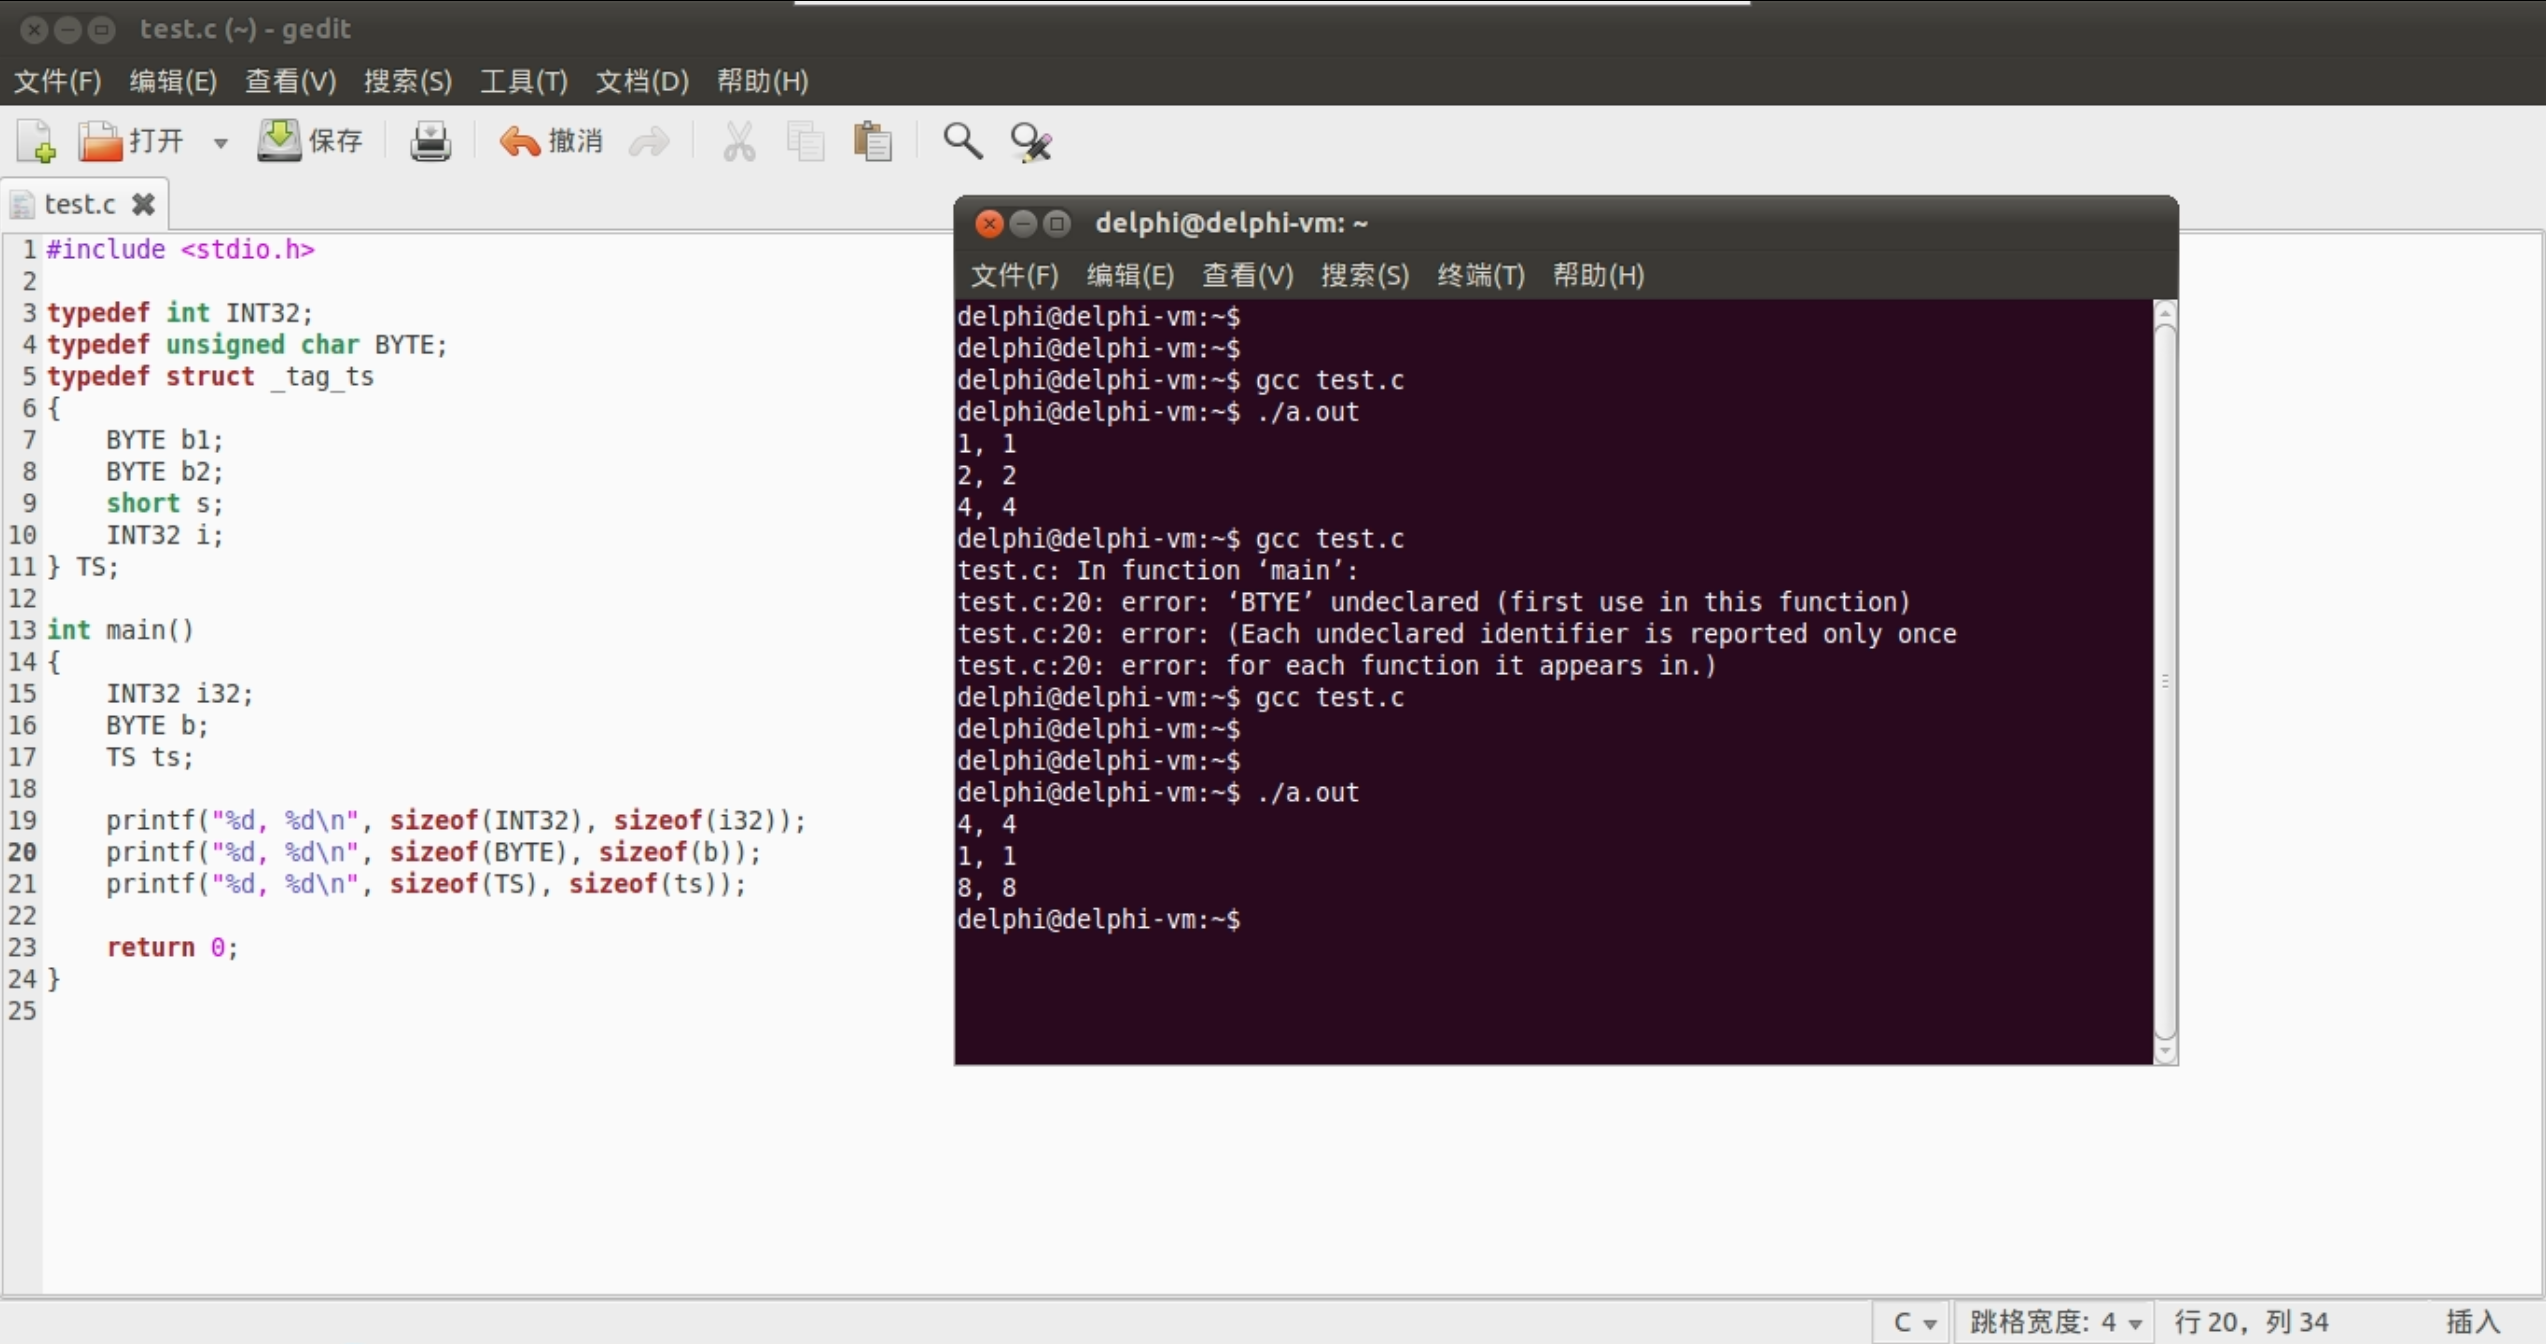 test.c (~) - gedit
文件(F) 编辑(E) 查看(V) 搜索(S) 工具(T) 文档(D) 帮助(H)
打开 保存 撤消
test.c
1 #include <stdio.h>
2
3 typedef int INT32;
4 typedef unsigned char BYTE;
5 typedef struct _tag_ts
6 {
7     BYTE b1;
8     BYTE b2;
9     short s;
10     INT32 i;
11 } TS;
12
13 int main()
14 {
15     INT32 i32;
16     BYTE b;
17     TS ts;
18
19     printf("%d, %d\n", sizeof(INT32), sizeof(i32));
20     printf("%d, %d\n", sizeof(BYTE), sizeof(b));
21     printf("%d, %d\n", sizeof(TS), sizeof(ts));
22
23     return 0;
24 }
25
delphi@delphi-vm: ~
文件(F) 编辑(E) 查看(V) 搜索(S) 终端(T) 帮助(H)
delphi@delphi-vm:~$
delphi@delphi-vm:~$
delphi@delphi-vm:~$ gcc test.c
delphi@delphi-vm:~$ ./a.out
1, 1
2, 2
4, 4
delphi@delphi-vm:~$ gcc test.c
test.c: In function ‘main’:
test.c:20: error: ‘BTYE’ undeclared (first use in this function)
test.c:20: error: (Each undeclared identifier is reported only once
test.c:20: error: for each function it appears in.)
delphi@delphi-vm:~$ gcc test.c
delphi@delphi-vm:~$
delphi@delphi-vm:~$
delphi@delphi-vm:~$ ./a.out
4, 4
1, 1
8, 8
delphi@delphi-vm:~$
C 跳格宽度: 4 行 20，列 34 插入